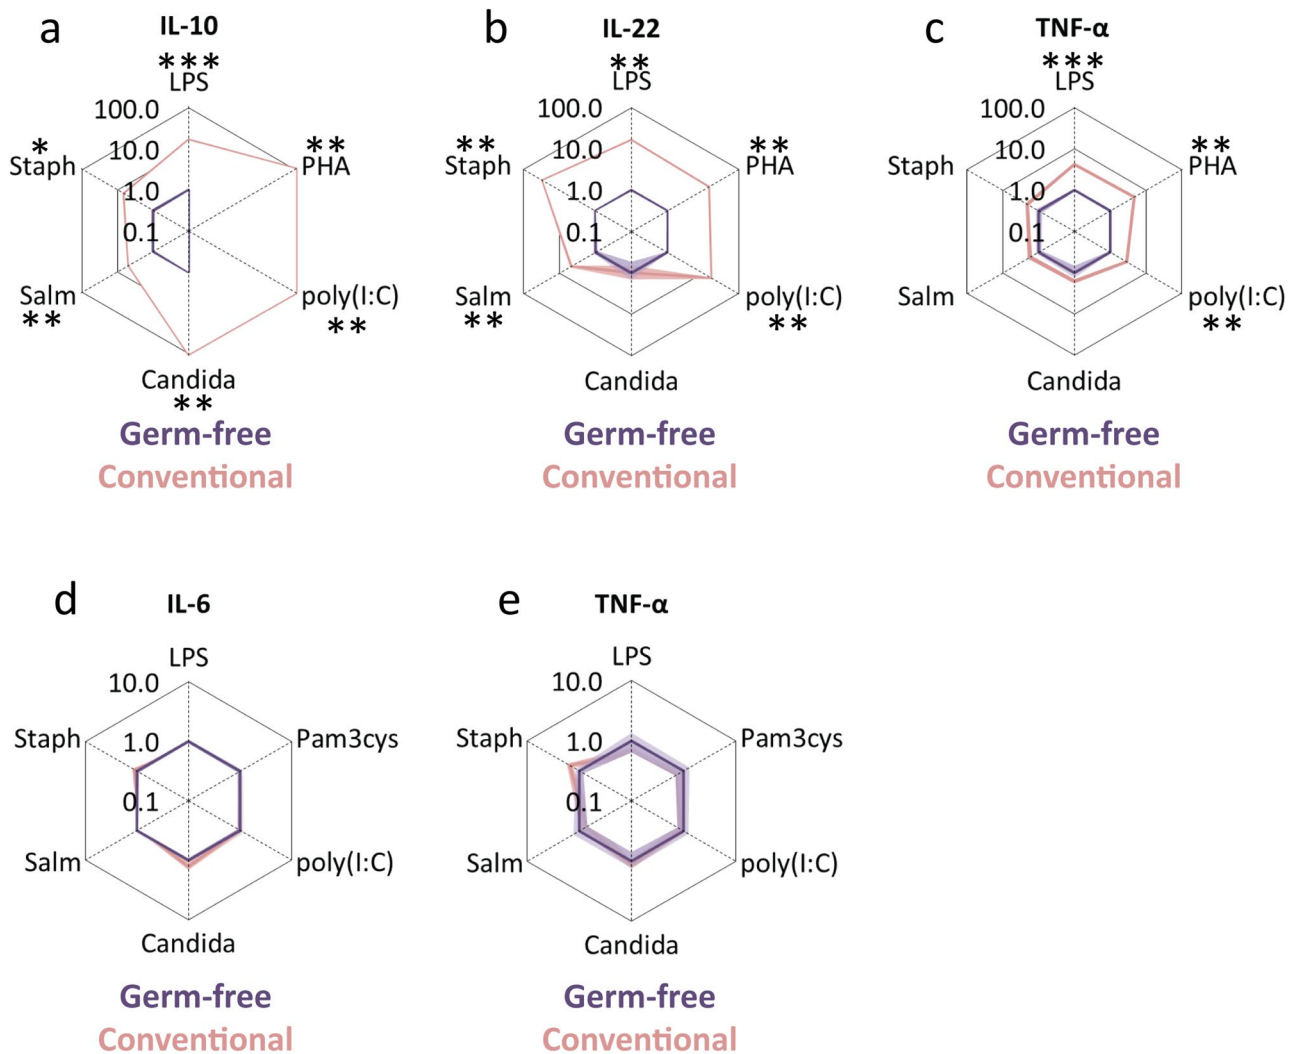 a
IL-10
***
LPS
100.0
10.0
1.0
0.1
*
Staph
**
PHA
Salm
**
poly(I:C)
**
Candida
**
Germ-free
Conventional
b
IL-22
**
LPS
100.0
10.0
1.0
0.1
**
Staph
**
PHA
Salm
**
poly(I:C)
**
Candida
Germ-free
Conventional
c
TNF-α
***
LPS
100.0
10.0
1.0
0.1
Staph
**
PHA
Salm
poly(I:C)
**
Candida
Germ-free
Conventional
d
IL-6
LPS
10.0
1.0
0.1
Staph
Pam3cys
Salm
poly(I:C)
Candida
Germ-free
Conventional
e
TNF-α
LPS
10.0
1.0
0.1
Staph
Pam3cys
Salm
poly(I:C)
Candida
Germ-free
Conventional